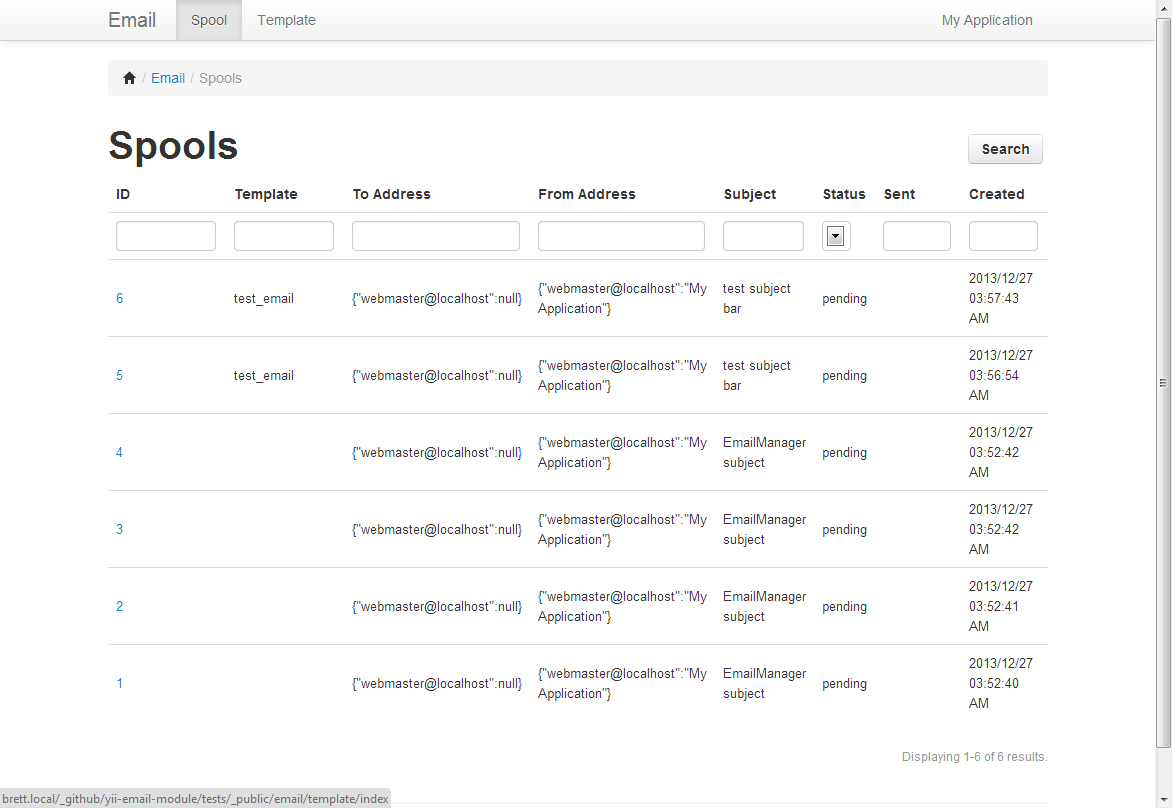 Email Spool Template My Application
/ Email / Spools
Spools
Search
ID Template To Address From Address Subject Status Sent Created
6 test_email {"webmaster@localhost":null} {"webmaster@localhost":"My Application"} test subject bar pending 2013/12/27 03:57:43 AM
5 test_email {"webmaster@localhost":null} {"webmaster@localhost":"My Application"} test subject bar pending 2013/12/27 03:56:54 AM
4 {"webmaster@localhost":null} {"webmaster@localhost":"My Application"} EmailManager subject pending 2013/12/27 03:52:42 AM
3 {"webmaster@localhost":null} {"webmaster@localhost":"My Application"} EmailManager subject pending 2013/12/27 03:52:42 AM
2 {"webmaster@localhost":null} {"webmaster@localhost":"My Application"} EmailManager subject pending 2013/12/27 03:52:41 AM
1 {"webmaster@localhost":null} {"webmaster@localhost":"My Application"} EmailManager subject pending 2013/12/27 03:52:40 AM
Displaying 1-6 of 6 results.
brett.local/_github/yii-email-module/tests/_public/email/template/index